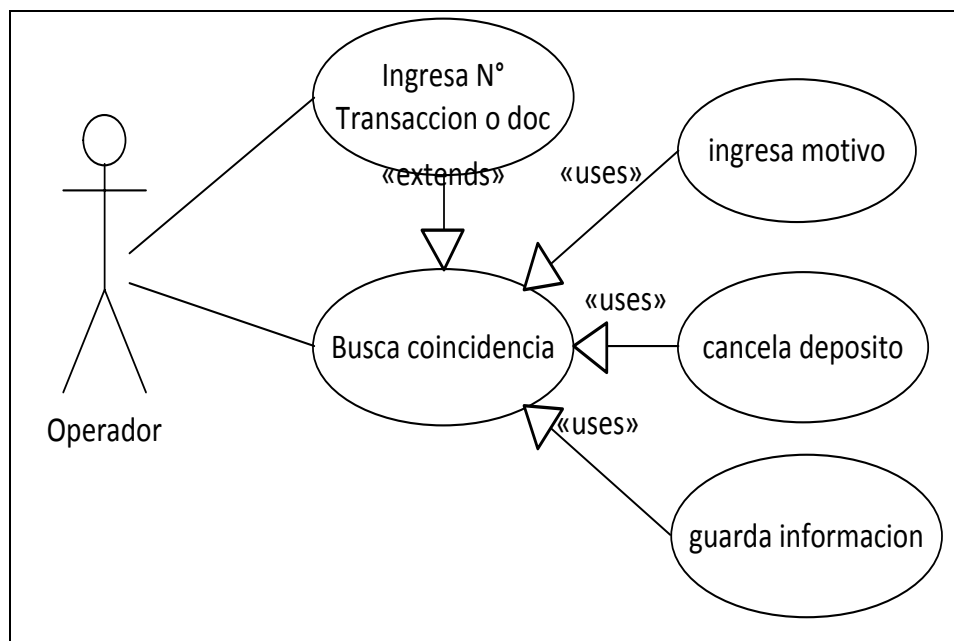 Ingresa N°
Transaccion o doc
«extends»
«uses»
ingresa motivo
«uses»
Busca coincidencia
cancela deposito
Operador
«uses»
guarda informacion